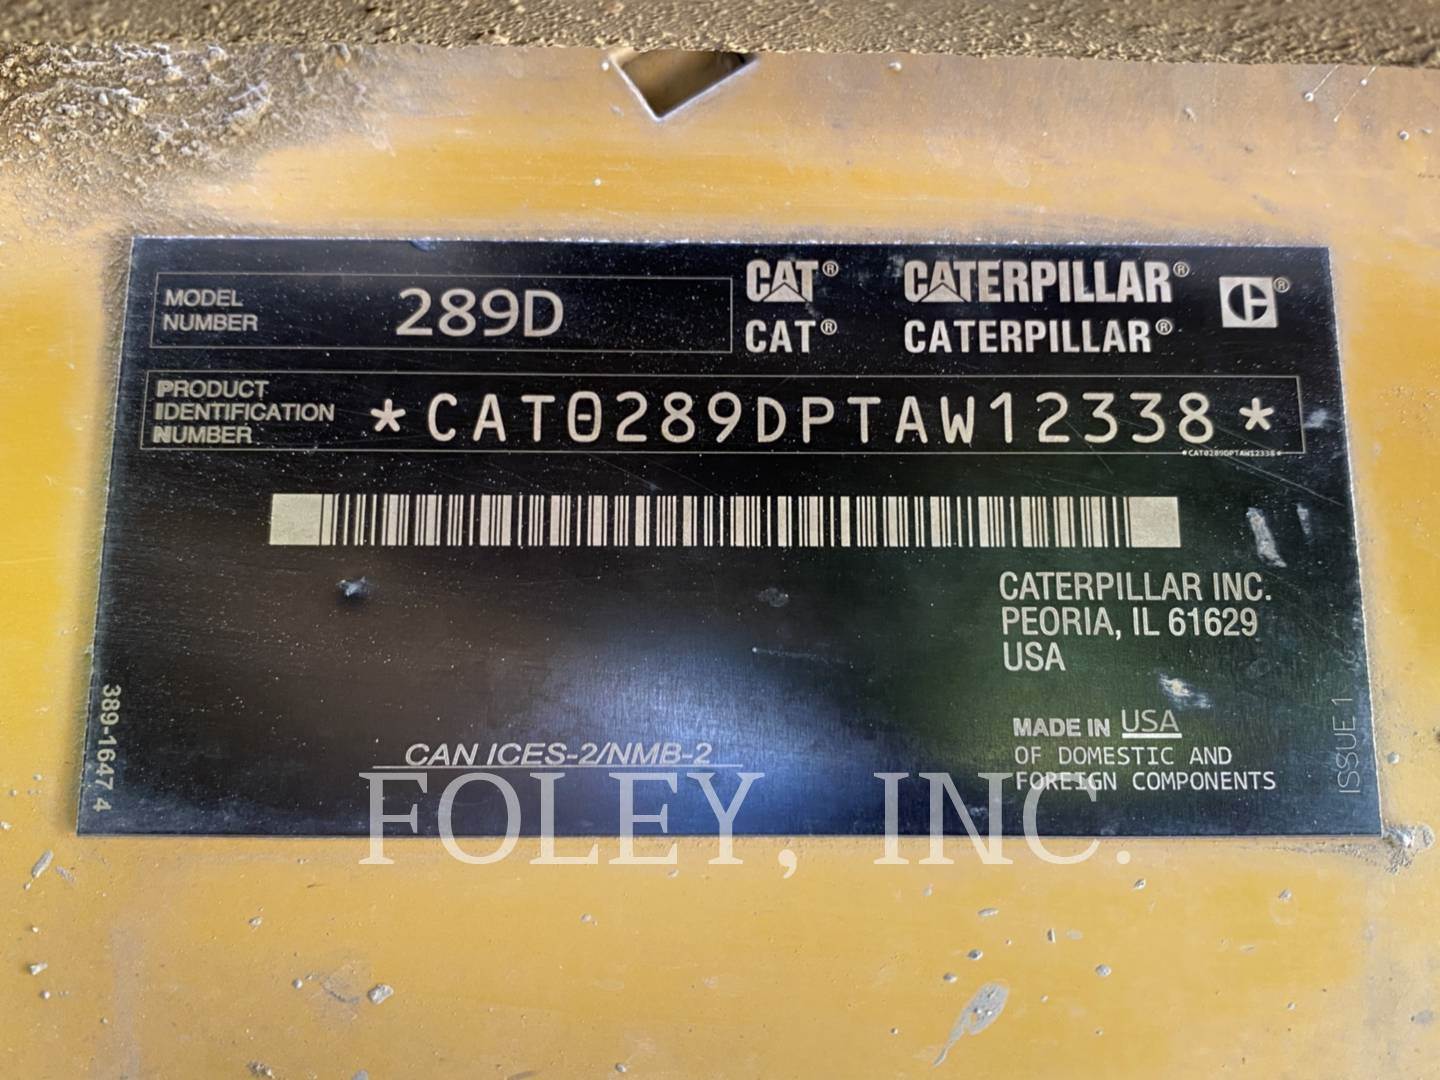 MODEL
NUMBER
289D
CAT® CATERPILLAR®
CAT® CATERPILLAR®
PRODUCT
IDENTIFICATION
NUMBER
*CAT0289DPTAW12338*
*CAT0289DPTAW12338*
CATERPILLAR INC.
PEORIA, IL 61629
USA
MADE IN USA
OF DOMESTIC AND
FOREIGN COMPONENTS
CAN ICES-2/NMB-2
389-1647 4
ISSUE 1
FOLEY, INC.